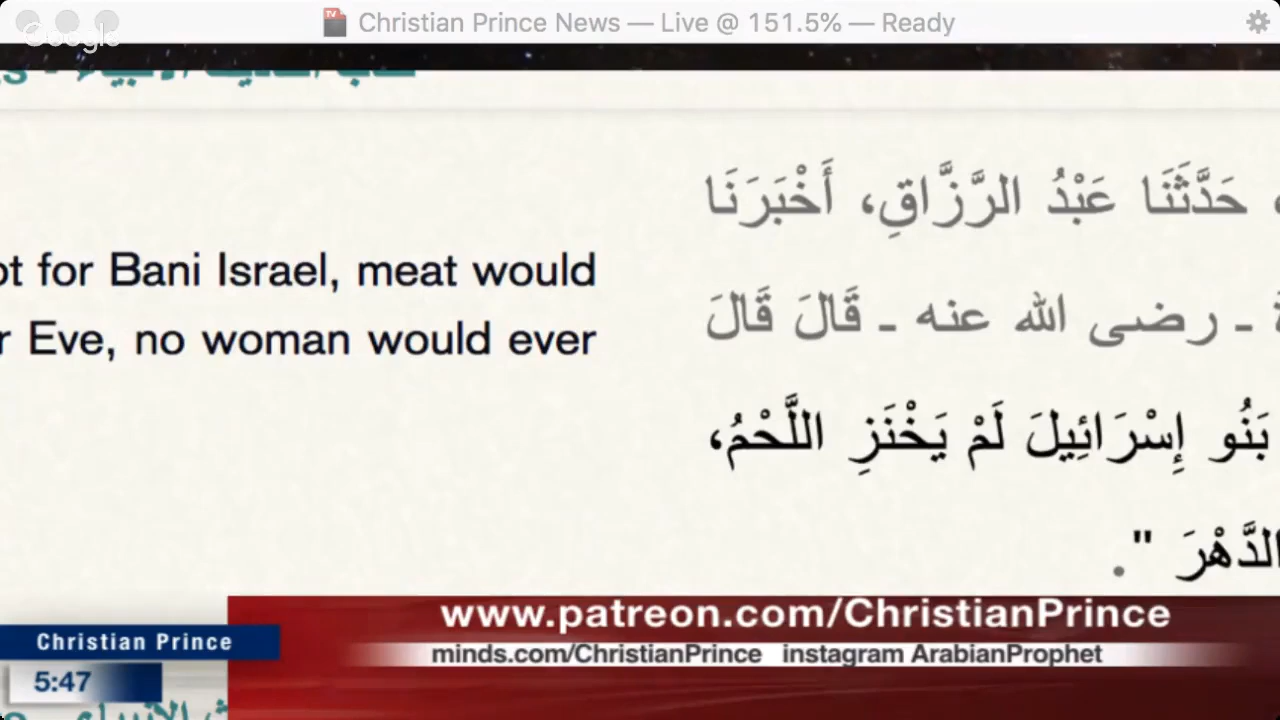 Christian Prince News — Live @ 151.5% — Ready
Google
حَدَّثَنَا عَبْدُ الرَّزَّاقِ، أَخْبَرَنَا
for Bani Israel, meat would
ـ رضى الله عنه ـ قَالَ قَالَ
Eve, no woman would ever
بَنُو إِسْرَائِيلَ لَمْ يَخْنَزِ اللَّحْمُ،
الدَّهْرَ ".
www.patreon.com/ChristianPrince
Christian Prince
minds.com/ChristianPrince instagram ArabianProphet
5:47